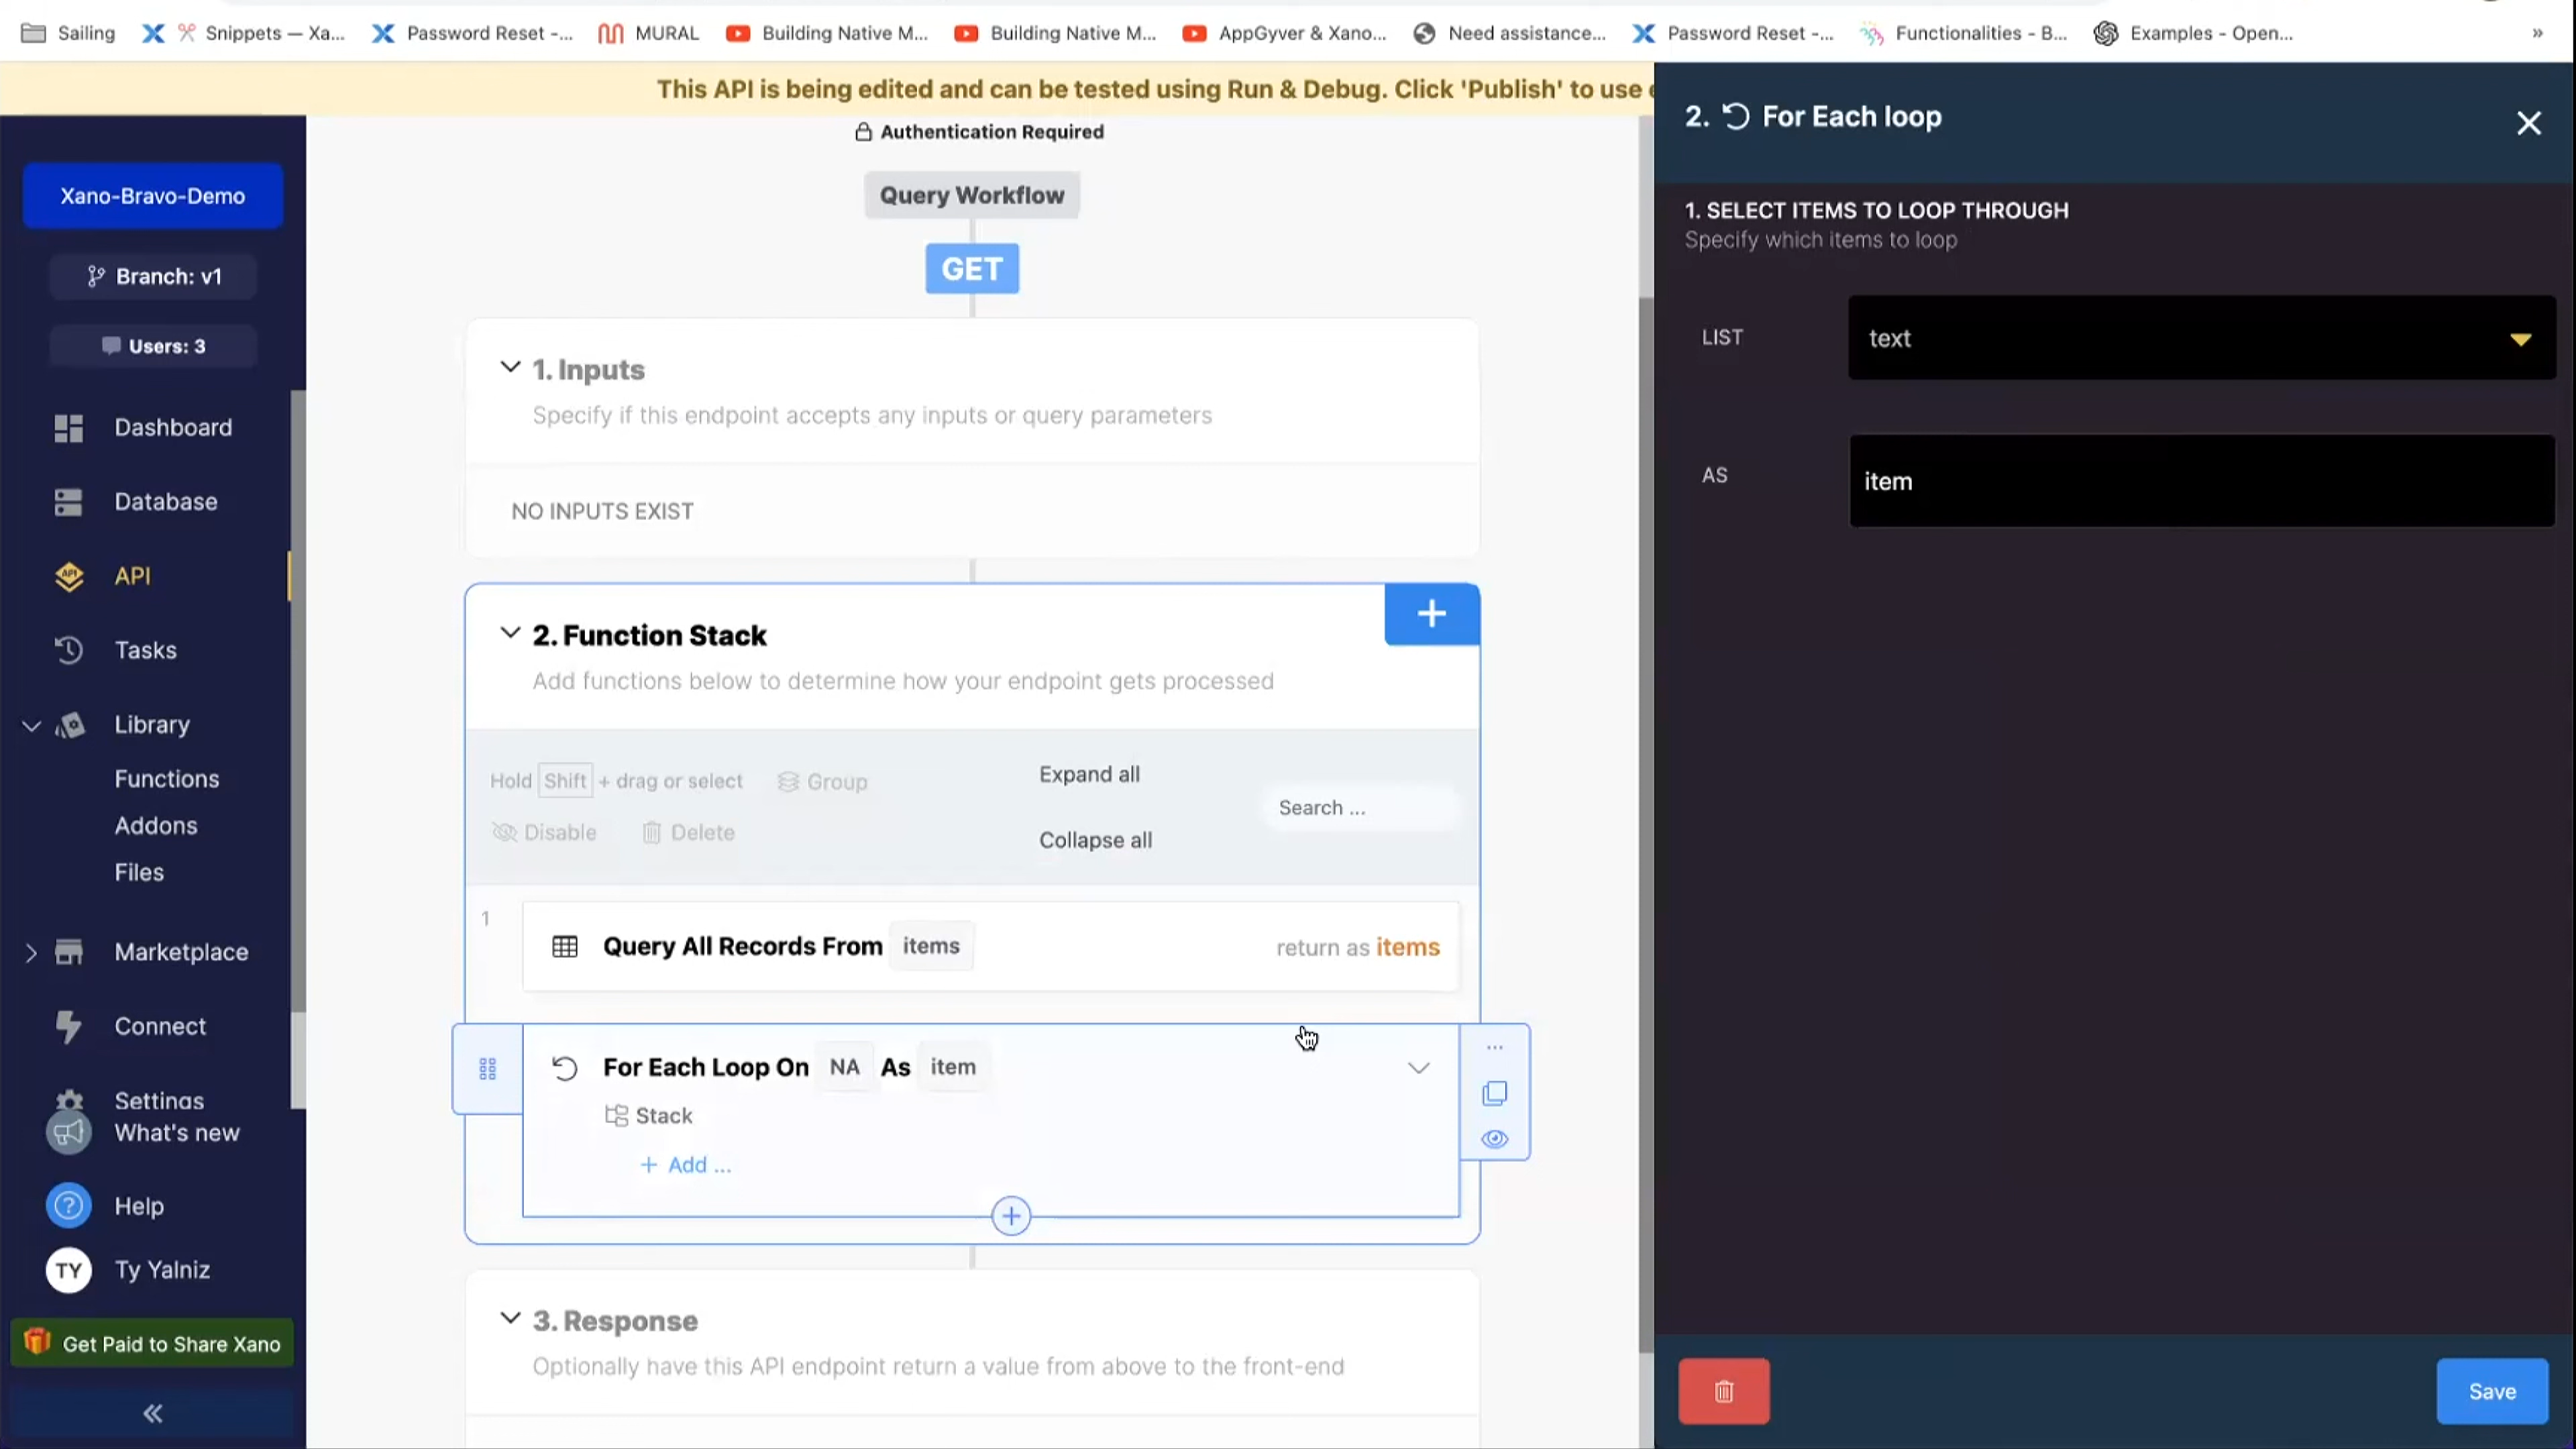 Sailing
Snippets — Xa...
Password Reset -...
MURAL
Building Native M...
Building Native M...
AppGyver & Xano...
Need assistance...
Password Reset -...
Functionalities - B...
Examples - Open...
»
This API is being edited and can be tested using Run & Debug. Click 'Publish' to use
Authentication Required
Xano-Bravo-Demo
Branch: v1
Users: 3
Dashboard
Database
API
Tasks
Library
Functions
Addons
Files
Marketplace
Connect
Settings
What's new
Help
TY Ty Yalniz
Get Paid to Share Xano
Query Workflow
GET
1. Inputs
Specify if this endpoint accepts any inputs or query parameters
NO INPUTS EXIST
2. Function Stack
Add functions below to determine how your endpoint gets processed
Hold Shift + drag or select Group
Disable Delete
Expand all
Collapse all
Search ...
1
Query All Records From items return as items
For Each Loop On NA As item
Stack
+ Add ...
3. Response
Optionally have this API endpoint return a value from above to the front-end
2. For Each loop
1. SELECT ITEMS TO LOOP THROUGH
Specify which items to loop
LIST text
AS item
Save